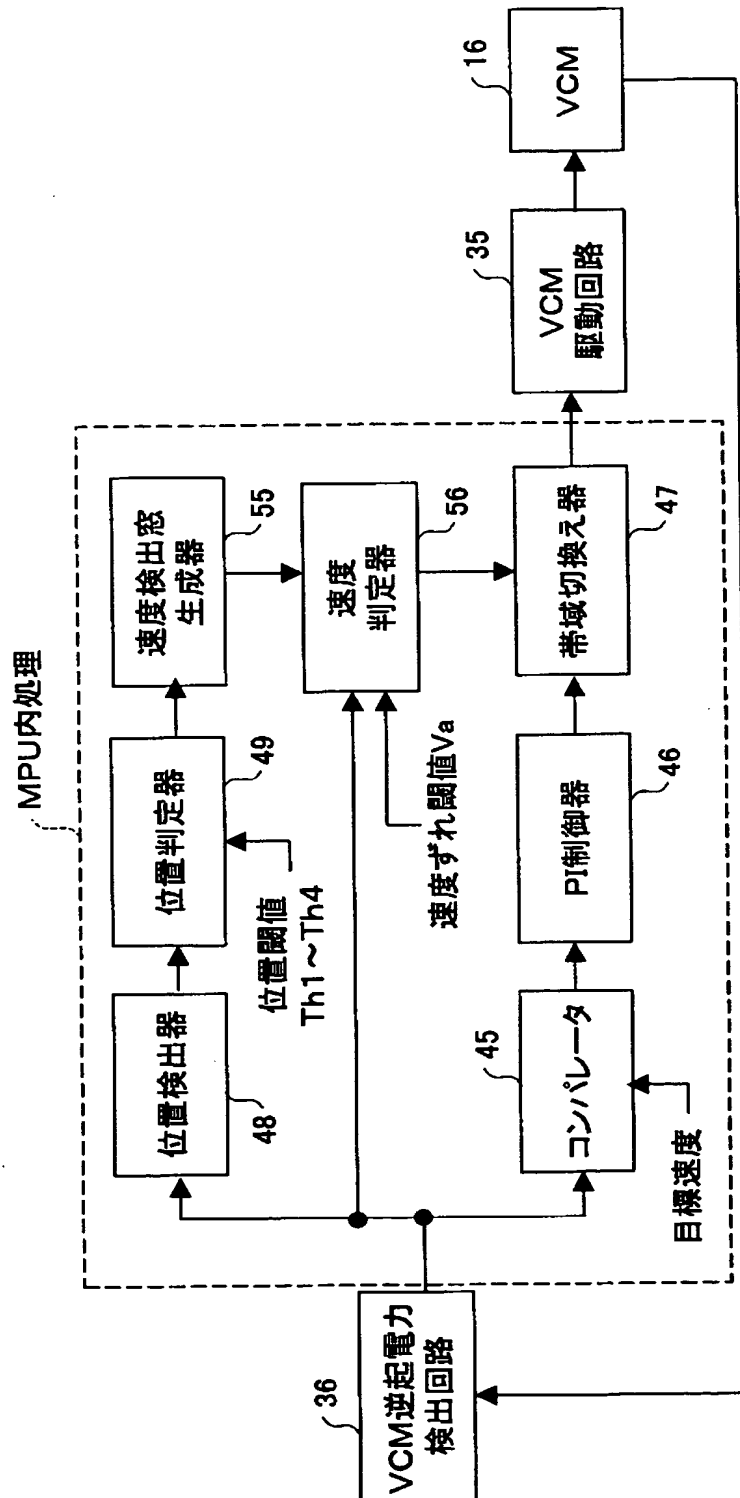 MPU内処理
36
VCM逆起電力
検出回路
位置検出器
48
位置判定器
49
位置閾値
Th1～Th4
速度検出窓
生成器
55
速度
判定器
56
速度ずれ閾値Va
コンパレータ
45
目標速度
PI制御器
46
帯域切換え器
47
VCM
駆動回路
35
VCM
16